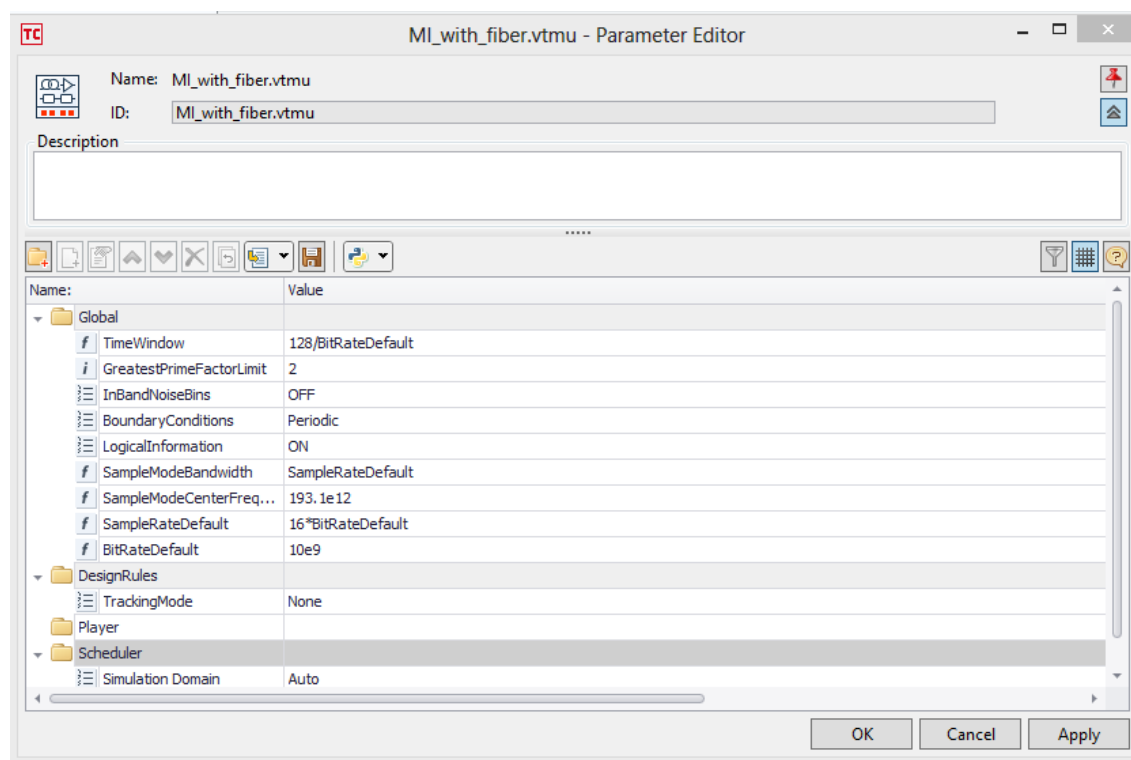 TC
MI_with_fiber.vtmu - Parameter Editor
Name: MI_with_fiber.vtmu
ID: MI_with_fiber.vtmu
Description
Name: Value
Global
f TimeWindow 128/BitRateDefault
i GreatestPrimeFactorLimit 2
InBandNoiseBins OFF
BoundaryConditions Periodic
LogicalInformation ON
f SampleModeBandwidth SampleRateDefault
f SampleModeCenterFreq... 193.1e12
f SampleRateDefault 16*BitRateDefault
f BitRateDefault 10e9
DesignRules
TrackingMode None
Player
Scheduler
Simulation Domain Auto
OK Cancel Apply